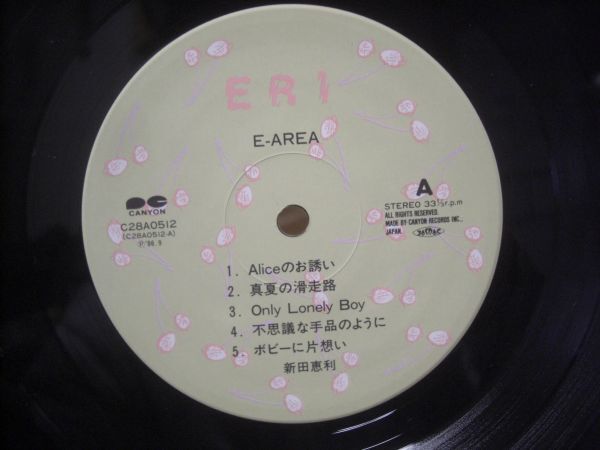 ERI
E-AREA
CANYON
C28A0512
(C28A0512-A)
Ⓟ'86.9
A
STEREO 33 1/3 r.p.m
ALL RIGHTS RESERVED.
MADE BY CANYON RECORDS INC.,
JAPAN.
1. Aliceのお誘い
2. 真夏の滑走路
3. Only Lonely Boy
4. 不思議な手品のように
5. ボビーに片想い
新田恵利